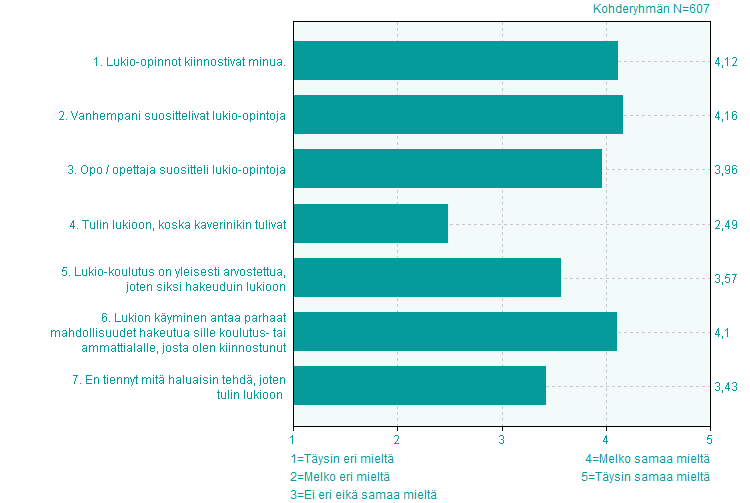 Kohderyhmän N=607
1. Lukio-opinnot kiinnostivat minua.
4,12
2. Vanhempani suosittelivat lukio-opintoja
4,16
3. Opo / opettaja suositteli lukio-opintoja
3,96
4. Tulin lukioon, koska kaverinikin tulivat
2,49
5. Lukio-koulutus on yleisesti arvostettua,
joten siksi hakeuduin lukioon
3,57
6. Lukion käyminen antaa parhaat
mahdollisuudet hakeutua sille koulutus- tai
ammattialalle, josta olen kiinnostunut
4,1
7. En tiennyt mitä haluaisin tehdä, joten
tulin lukioon
3,43
1 2 3 4 5
1=Täysin eri mieltä
2=Melko eri mieltä
3=Ei eri eikä samaa mieltä
4=Melko samaa mieltä
5=Täysin samaa mieltä